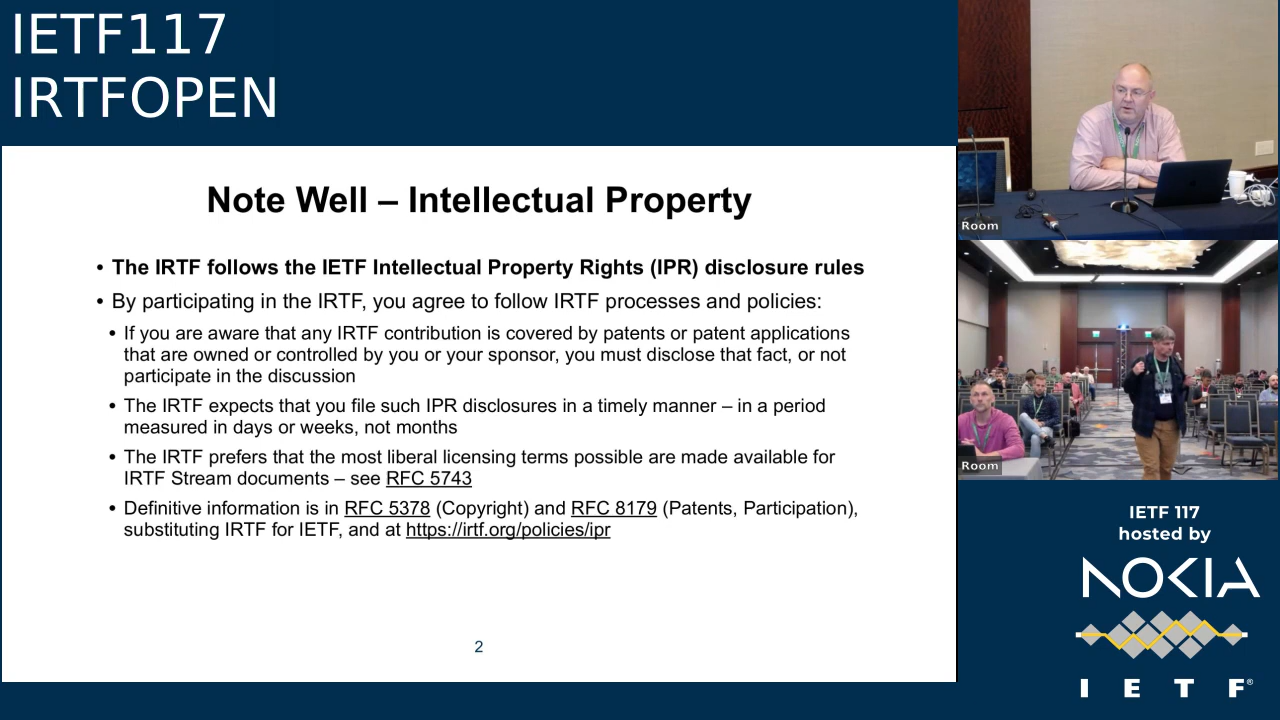 IETF117
IRTFOPEN
Note Well – Intellectual Property
• The IRTF follows the IETF Intellectual Property Rights (IPR) disclosure rules
• By participating in the IRTF, you agree to follow IRTF processes and policies:
• If you are aware that any IRTF contribution is covered by patents or patent applications
that are owned or controlled by you or your sponsor, you must disclose that fact, or not
participate in the discussion
• The IRTF expects that you file such IPR disclosures in a timely manner – in a period
measured in days or weeks, not months
• The IRTF prefers that the most liberal licensing terms possible are made available for
IRTF Stream documents – see RFC 5743
• Definitive information is in RFC 5378 (Copyright) and RFC 8179 (Patents, Participation),
substituting IRTF for IETF, and at https://irtf.org/policies/ipr
2
Room
Room
IETF 117
hosted by
NOKIA
IETF®